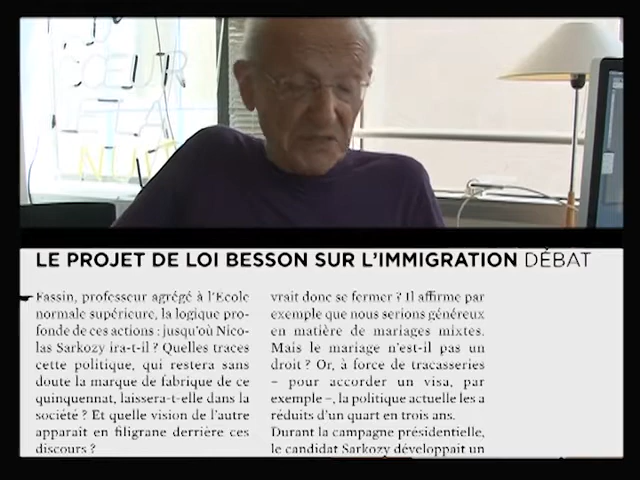 SŒUR
LE PROJET DE LOI BESSON SUR L'IMMIGRATION DÉBAT
Fassin, professeur agrégé à l'Ecole
normale supérieure, la logique pro-
fonde de ces actions : jusqu'où Nico-
las Sarkozy ira-t-il ? Quelles traces
cette politique, qui restera sans
doute la marque de fabrique de ce
quinquennat, laissera-t-elle dans la
société ? Et quelle vision de l'autre
apparaît en filigrane derrière ces
discours ?
vrait donc se fermer ? Il affirme par
exemple que nous serions généreux
en matière de mariages mixtes.
Mais le mariage n'est-il pas un
droit ? Or, à force de tracasseries
– pour accorder un visa, par
exemple –, la politique actuelle les a
réduits d'un quart en trois ans.
Durant la campagne présidentielle,
le candidat Sarkozy développait un